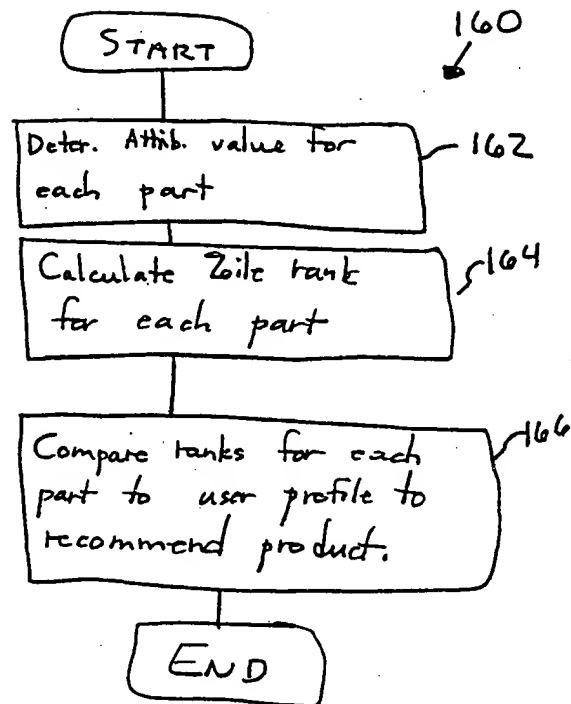 START
160
Deter. Attrib. value for
each part
162
Calculate %ile rank
for each part
164
Compare ranks for each
part to user profile to
recommend product.
166
END